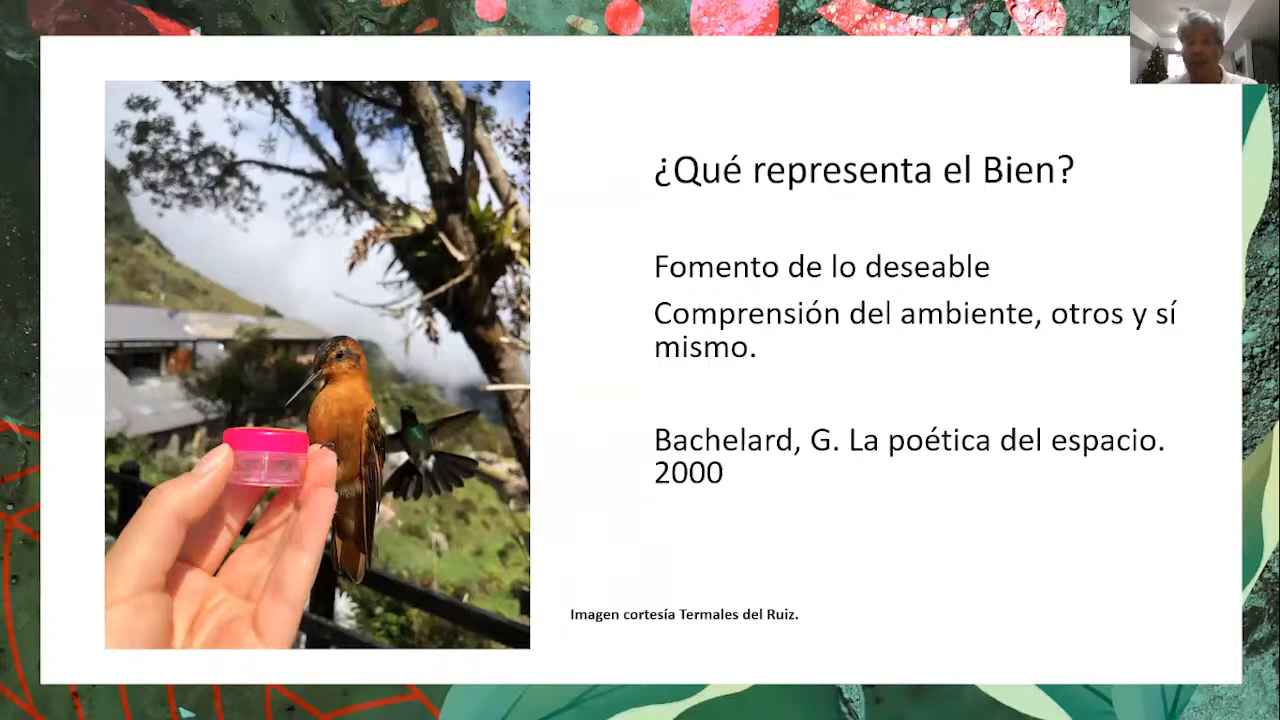 ¿Qué representa el Bien?
Fomento de lo deseable
Comprensión del ambiente, otros y sí
mismo.
Bachelard, G. La poética del espacio.
2000
Imagen cortesía Termales del Ruiz.